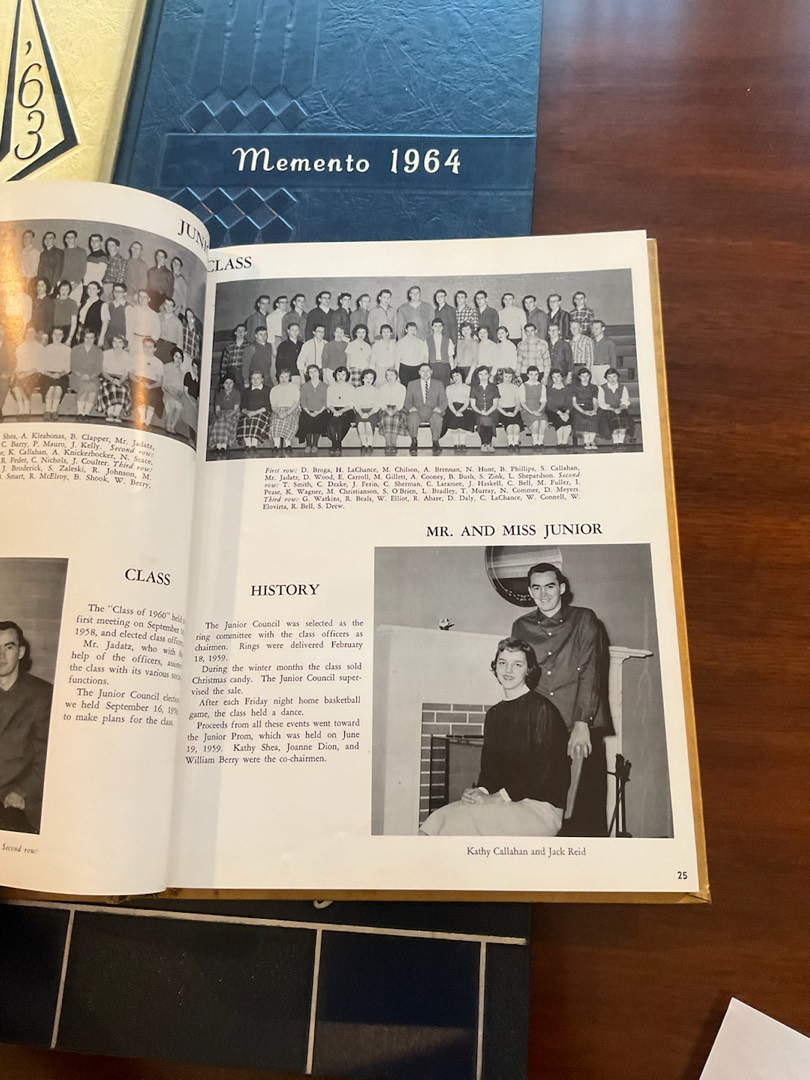 '63
Memento 1964
JUNI
CLASS
Shea, A. Kleabonas, B. Clapper, Mr. Jadatz,
C. Barry, P. Mauro, J. Kelly. Second row:
K. Callahan, A. Knickerbocker, N. Scace,
R. Feder, C. Nichols, J. Coulter. Third row:
J. Broderick, S. Zaleski, R. Johnson, M.
Smart, R. McElroy, B. Shook, W. Berry,
First row: D. Broga, H. LaChance, M. Chilson, A. Brennan, N. Hunt, B. Phillips, S. Callahan,
Mr. Jadatz, D. Wood, E. Carroll, M. Gillett, A. Cooney, B. Bush, S. Zink, L. Shepardson. Second
row: T. Smith, C. Drake, J. Ferin, C. Sherman, C. Laramee, J. Haskell, C. Bell, M. Fuller, J.
Pease, K. Wagner, M. Christianson, S. O'Brien, L. Bradley, T. Murray, N. Commer, D. Meyers.
Third row: G. Watkins, R. Beals, W. Elliot, R. Abaze, D. Daly, C. LaChance, W. Connell, W.
Elovirta, R. Bell, S. Drew.
CLASS
The "Class of 1960" held
first meeting on September
1958, and elected class
Mr. Jadatz, who with
help of the officers,
the class with its various
functions.
The Junior Council
we held September 16,
to make plans for the class.
Second row:
HISTORY
The Junior Council was selected as the
ring committee with the class officers as
chairmen. Rings were delivered February
18, 1959.
During the winter months the class sold
Christmas candy. The Junior Council super-
vised the sale.
After each Friday night home basketball
game, the class held a dance.
Proceeds from all these events went toward
the Junior Prom, which was held on June
19, 1959. Kathy Shea, Joanne Dion, and
William Berry were the co-chairmen.
MR. AND MISS JUNIOR
Kathy Callahan and Jack Reid
25